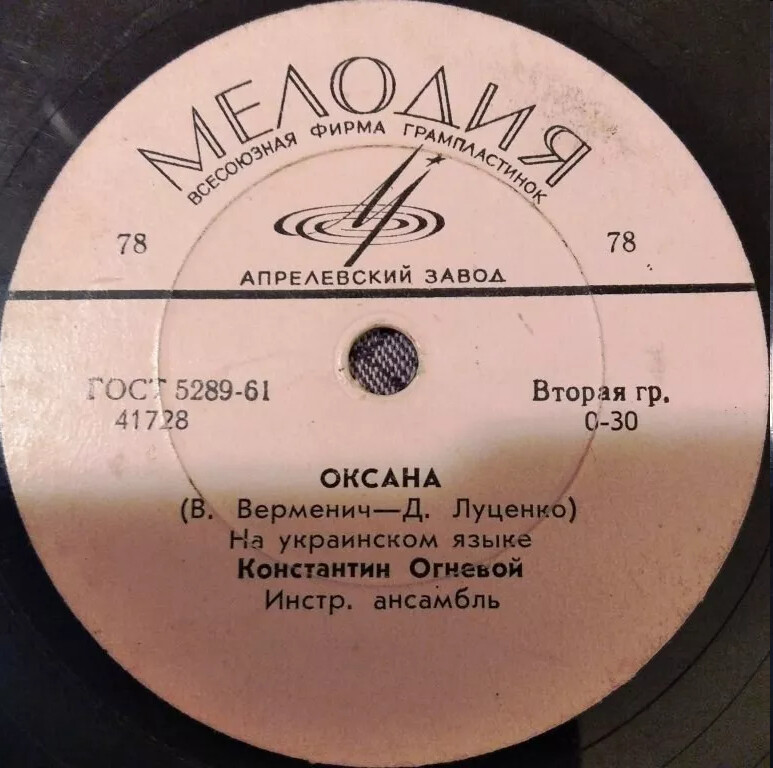 МЕЛОДИЯ
ВСЕСОЮЗНАЯ ФИРМА ГРАМПЛАСТИНОК
78
78
АПРЕЛЕВСКИЙ ЗАВОД
ГОСТ 5289-61
Вторая гр.
41728
0-30
ОКСАНА
(В. Верменич—Д. Луценко)
На украинском языке
Константин Огневой
Инстр. ансамбль